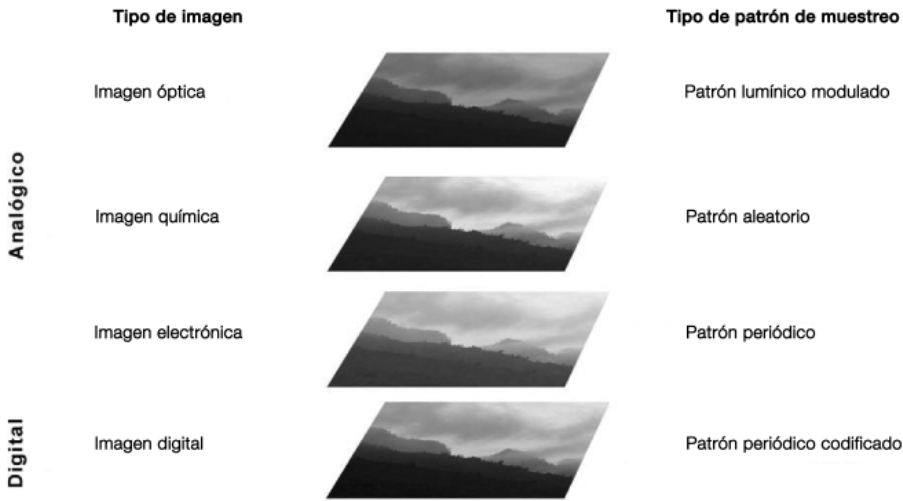 Tipo de imagen
Tipo de patrón de muestreo
Imagen óptica
Patrón lumínico modulado
Analógico
Imagen química
Patrón aleatorio
Imagen electrónica
Patrón periódico
Digital
Imagen digital
Patrón periódico codificado